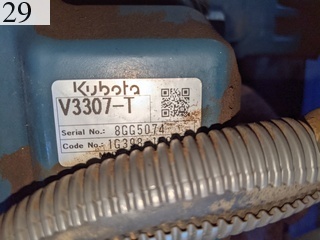 29
Kubota
V3307-T
Serial No.: 8GG5074
Code No.: